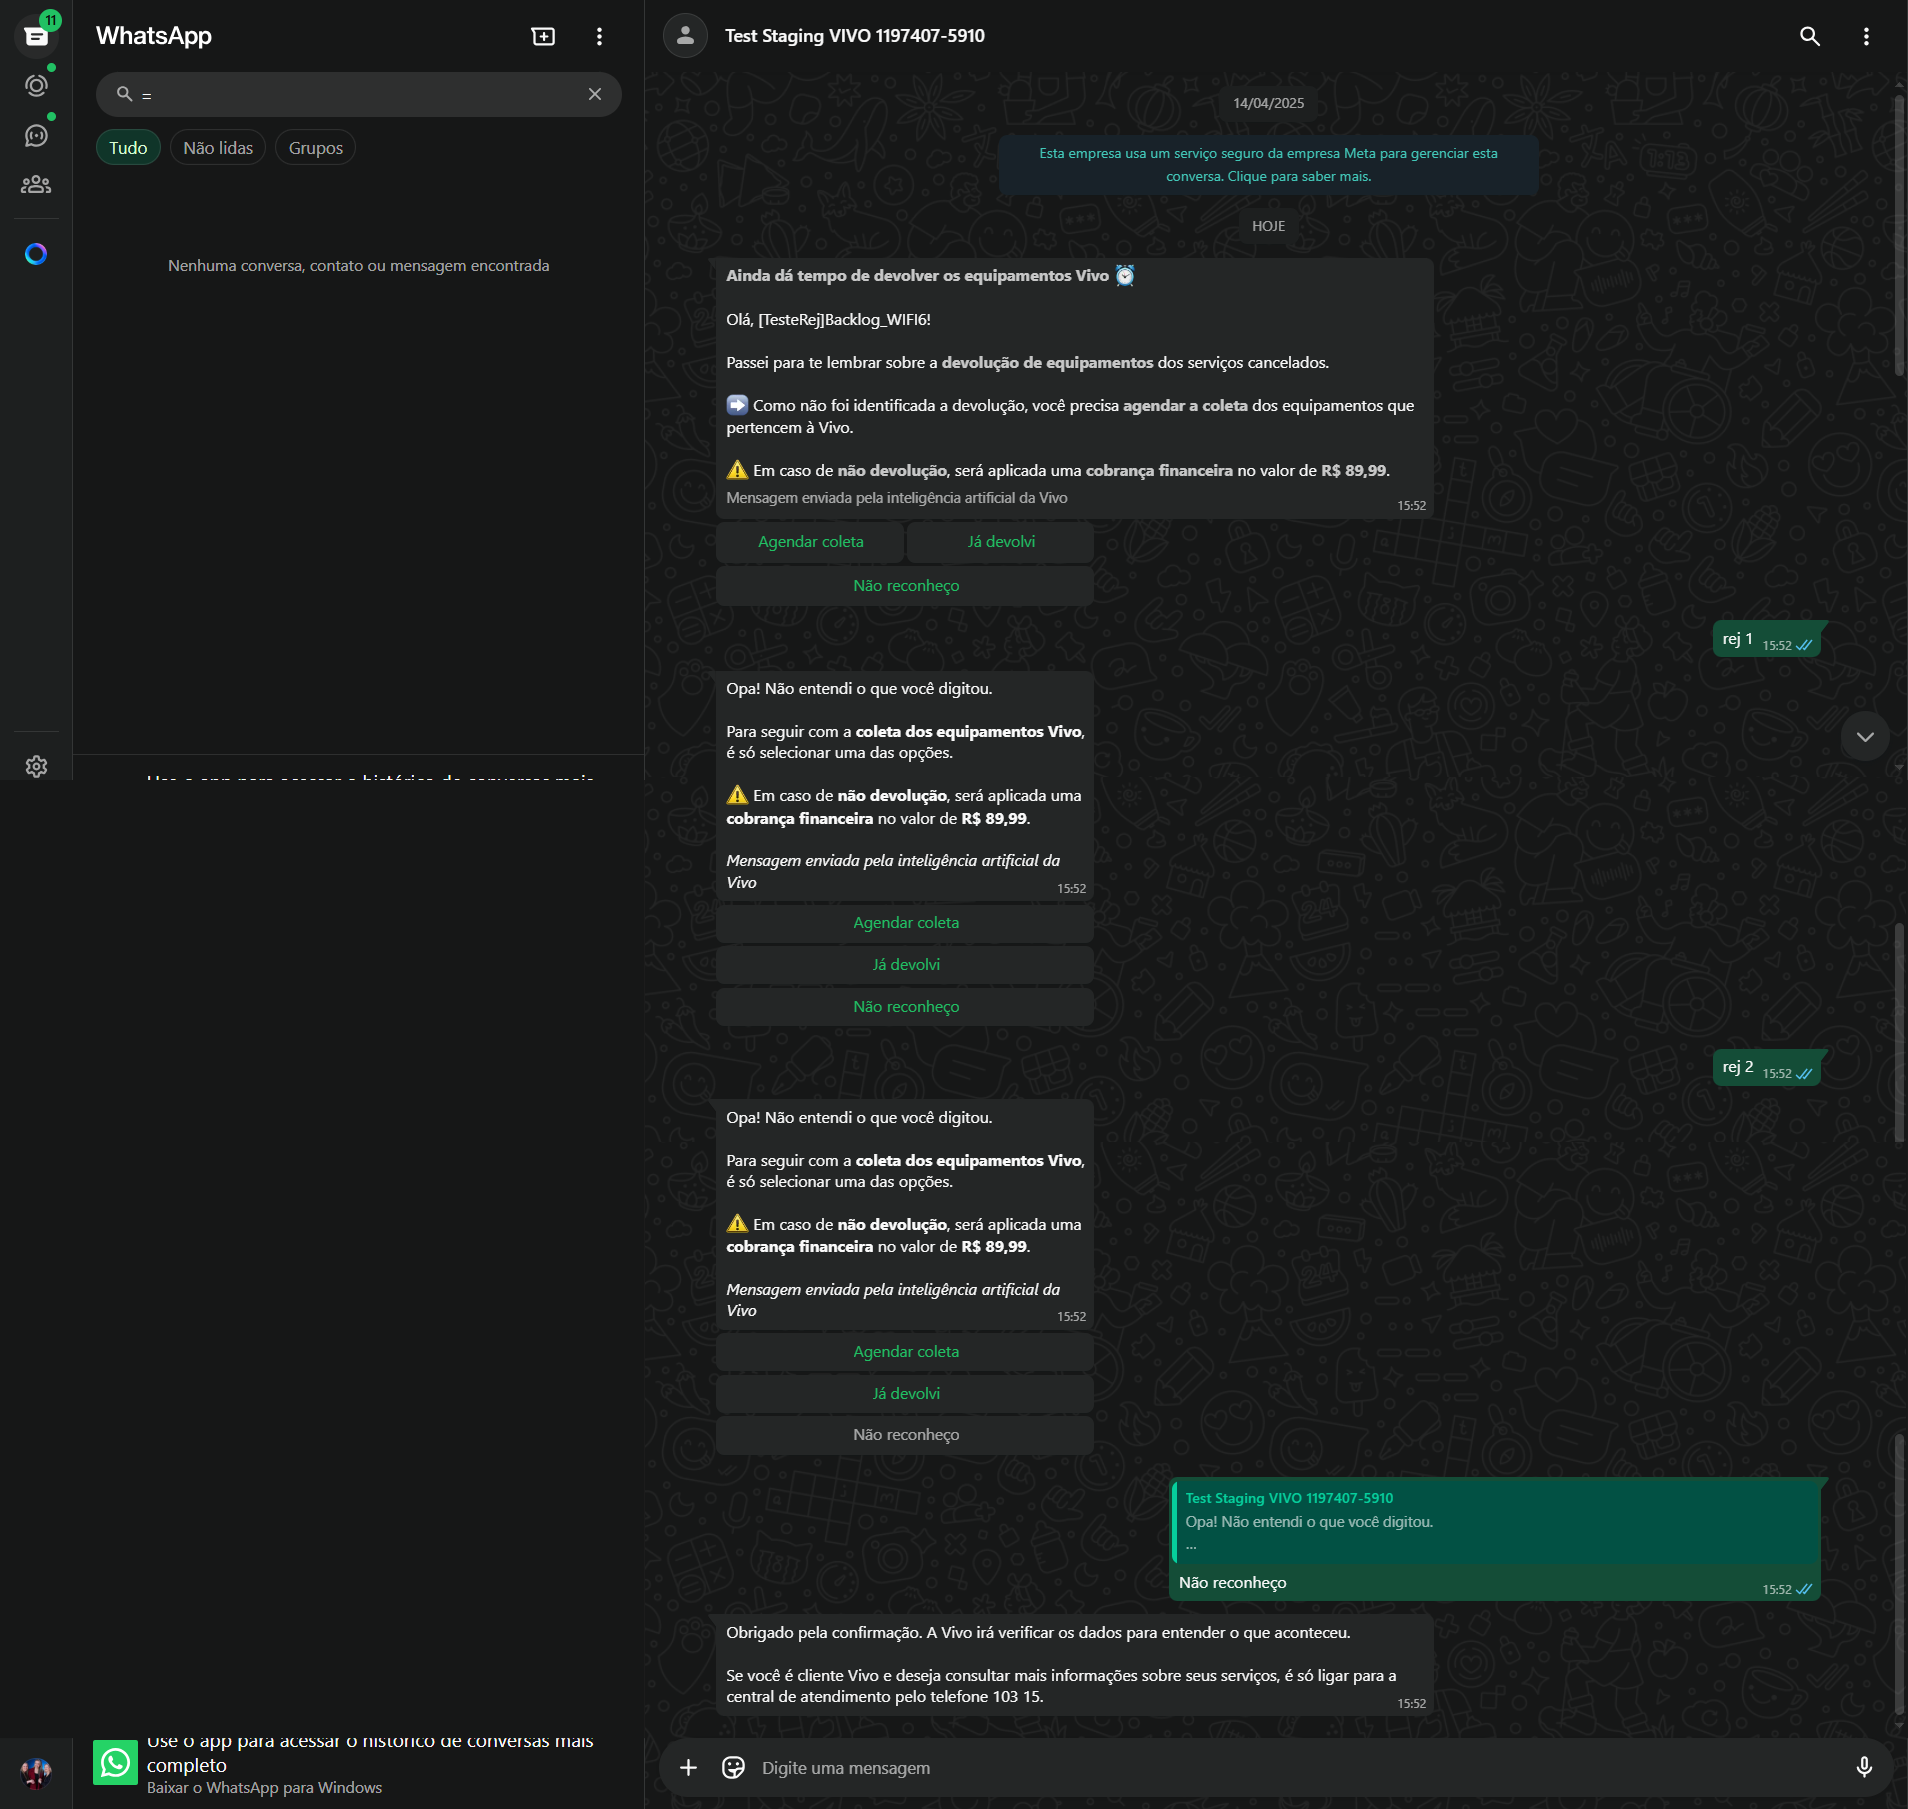 11
WhatsApp
=
Tudo
Não lidas
Grupos
Nenhuma conversa, contato ou mensagem encontrada
Use o app para acessar o histórico de conversas mais
completo
Baixar o WhatsApp para Windows
Test Staging VIVO 1197407-5910
14/04/2025
Esta empresa usa um serviço seguro da empresa Meta para gerenciar esta
conversa. Clique para saber mais.
HOJE
Ainda dá tempo de devolver os equipamentos Vivo ⏰
Olá, [TesteRej]Backlog_WIFI6!
Passei para te lembrar sobre a devolução de equipamentos dos serviços cancelados.
➡️ Como não foi identificada a devolução, você precisa agendar a coleta dos equipamentos que
pertencem à Vivo.
⚠️ Em caso de não devolução, será aplicada uma cobrança financeira no valor de R$ 89,99.
Mensagem enviada pela inteligência artificial da Vivo
15:52
Agendar coleta
Já devolvi
Não reconheço
rej 1 15:52
Opa! Não entendi o que você digitou.
Para seguir com a coleta dos equipamentos Vivo,
é só selecionar uma das opções.
⚠️ Em caso de não devolução, será aplicada uma
cobrança financeira no valor de R$ 89,99.
Mensagem enviada pela inteligência artificial da
Vivo
15:52
Agendar coleta
Já devolvi
Não reconheço
rej 2 15:52
Opa! Não entendi o que você digitou.
Para seguir com a coleta dos equipamentos Vivo,
é só selecionar uma das opções.
⚠️ Em caso de não devolução, será aplicada uma
cobrança financeira no valor de R$ 89,99.
Mensagem enviada pela inteligência artificial da
Vivo
15:52
Agendar coleta
Já devolvi
Não reconheço
Test Staging VIVO 1197407-5910
Opa! Não entendi o que você digitou.
...
Não reconheço
15:52
Obrigado pela confirmação. A Vivo irá verificar os dados para entender o que aconteceu.
Se você é cliente Vivo e deseja consultar mais informações sobre seus serviços, é só ligar para a
central de atendimento pelo telefone 103 15.
15:52
Digite uma mensagem